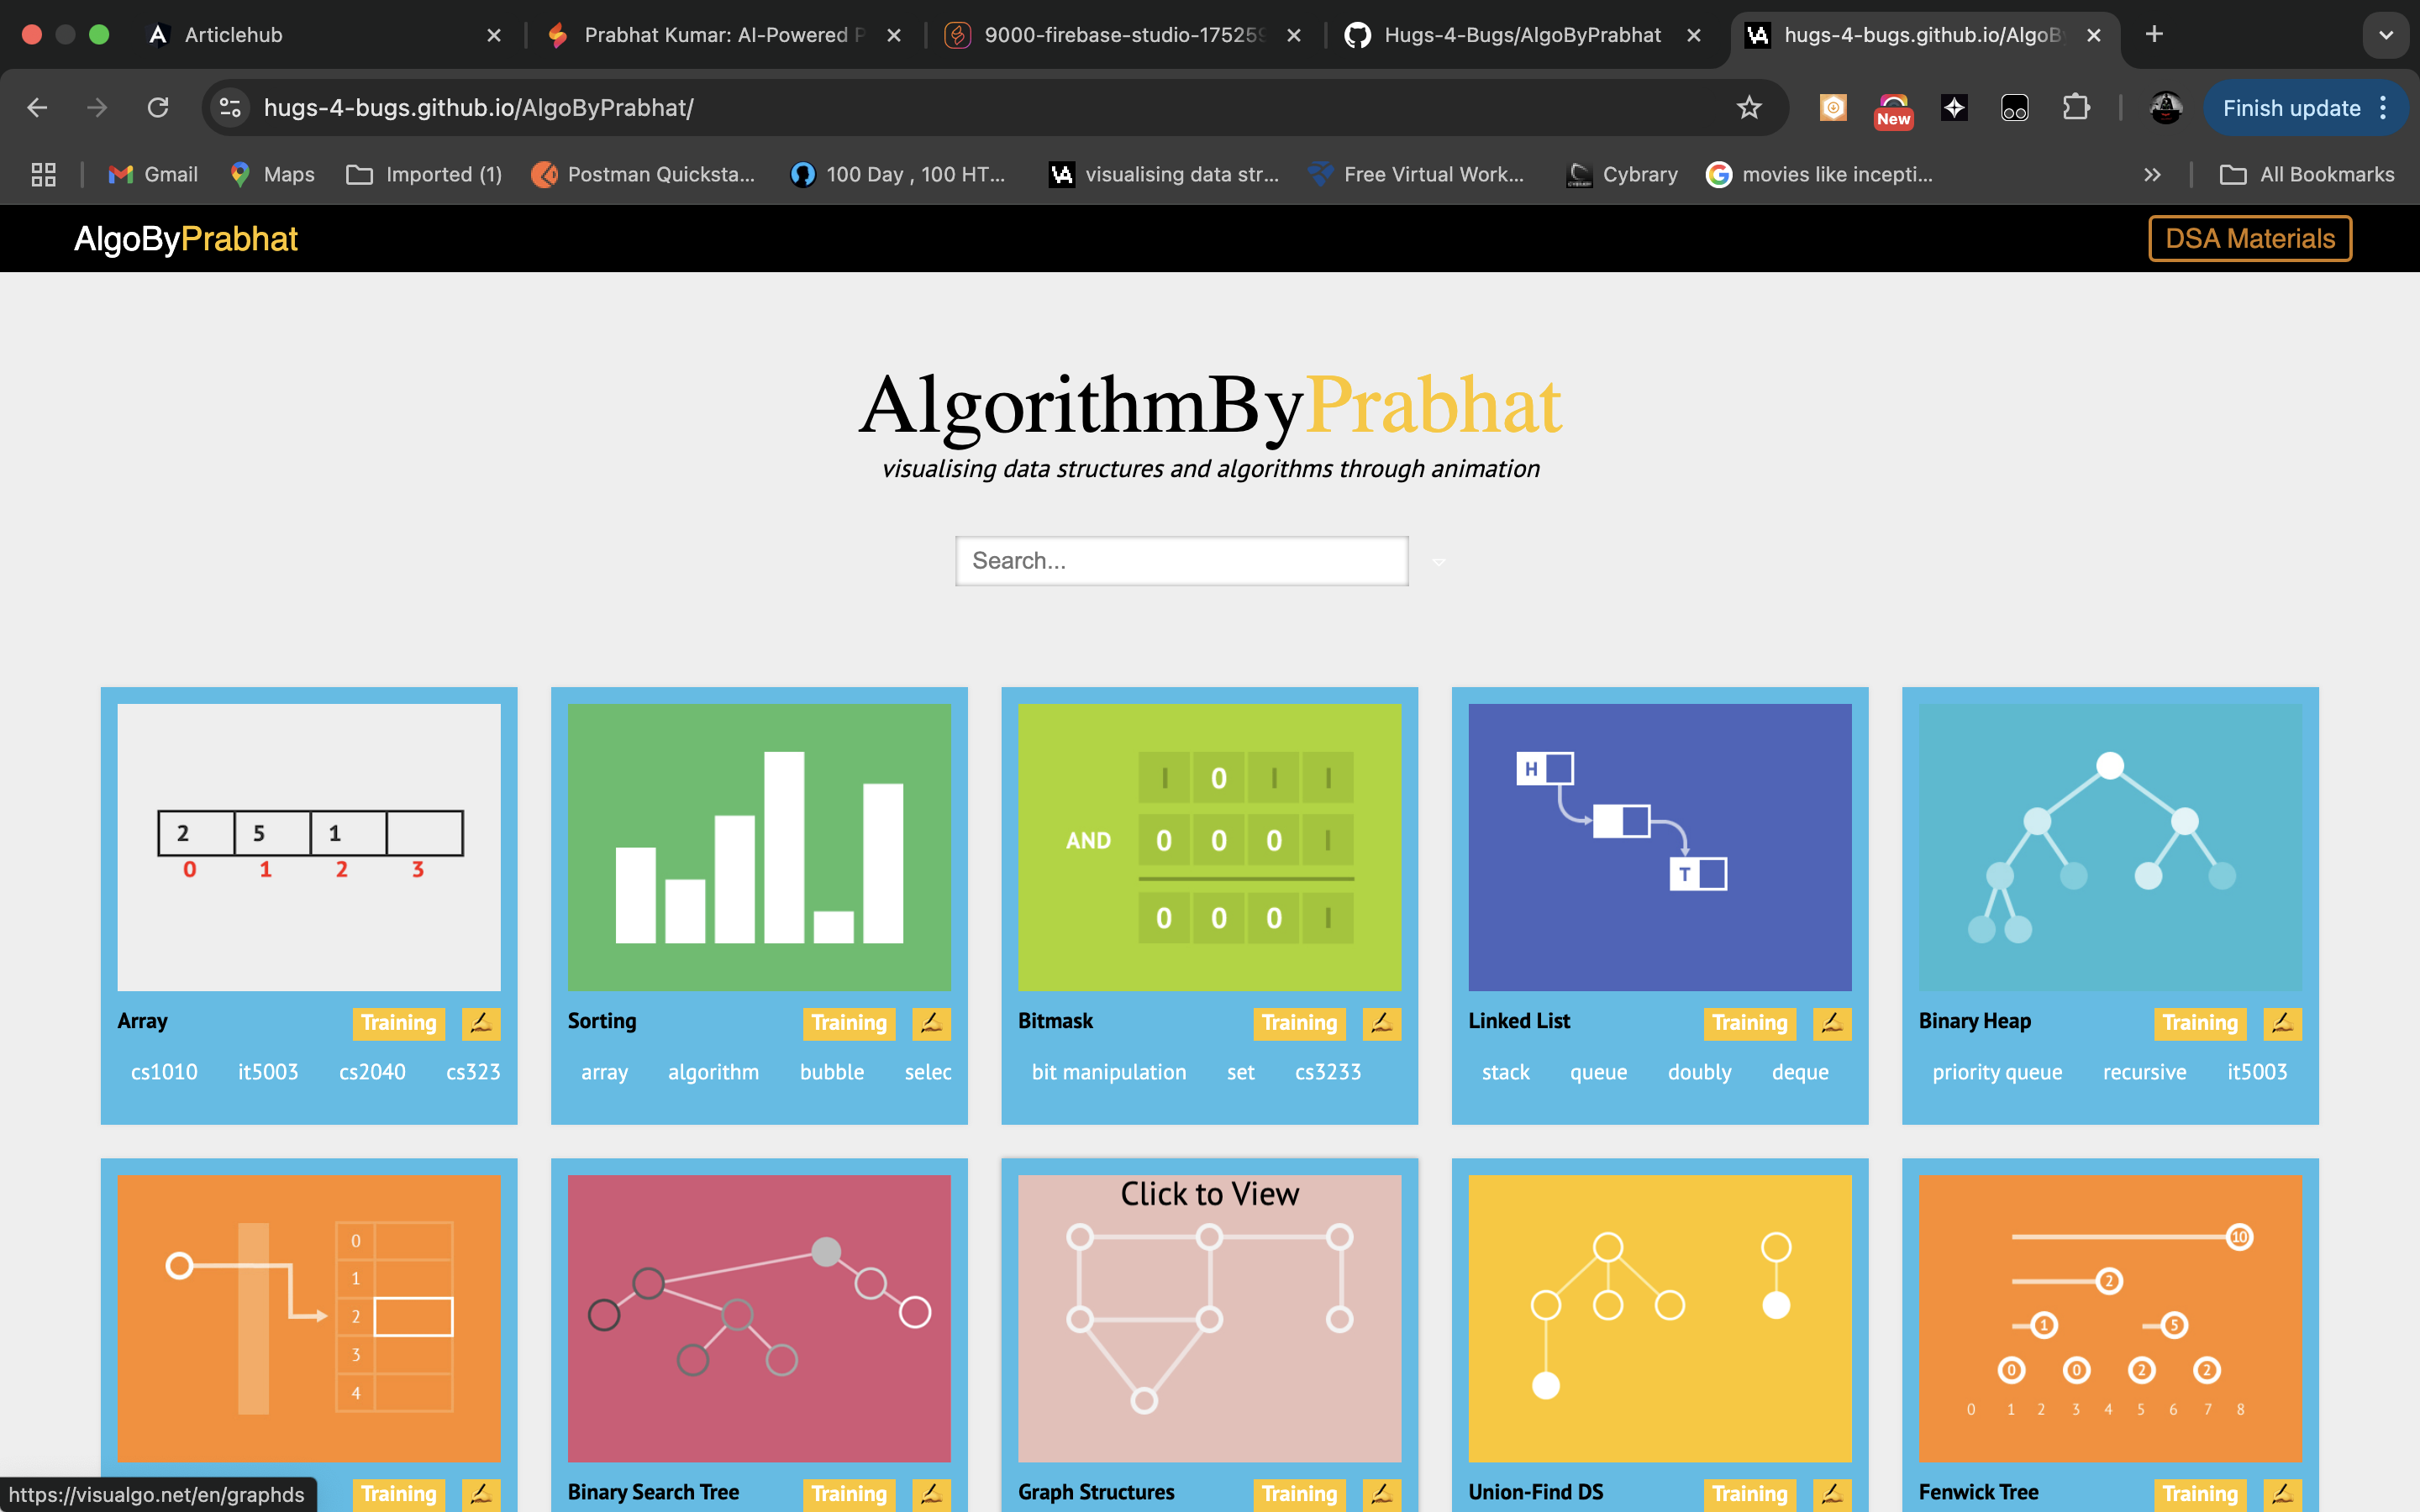 Articlehub
Prabhat Kumar: AI-Powered P
9000-firebase-studio-17525
Hugs-4-Bugs/AlgoByPrabhat
hugs-4-bugs.github.io/AlgoB
hugs-4-bugs.github.io/AlgoByPrabhat/
New
Finish update
Gmail
Maps
Imported (1)
Postman Quicksta...
100 Day , 100 HT...
visualising data str...
Free Virtual Work...
Cybrary
movies like incepti...
All Bookmarks
AlgoByPrabhat
DSA Materials
AlgorithmByPrabhat
visualising data structures and algorithms through animation
Search...
2 5 1
0 1 2 3
I 0 I I
AND 0 0 0 I
0 0 0 I
H
T
Array Training
cs1010 it5003 cs2040 cs323
Sorting Training
array algorithm bubble selec
Bitmask Training
bit manipulation set cs3233
Linked List Training
stack queue doubly deque
Binary Heap Training
priority queue recursive it5003
0
1
2
3
4
Click to View
10
2
1 5
0 0 2 2
0 1 2 3 4 5 6 7 8
Training
Binary Search Tree Training
Graph Structures Training
Union-Find DS Training
Fenwick Tree Training
https://visualgo.net/en/graphds